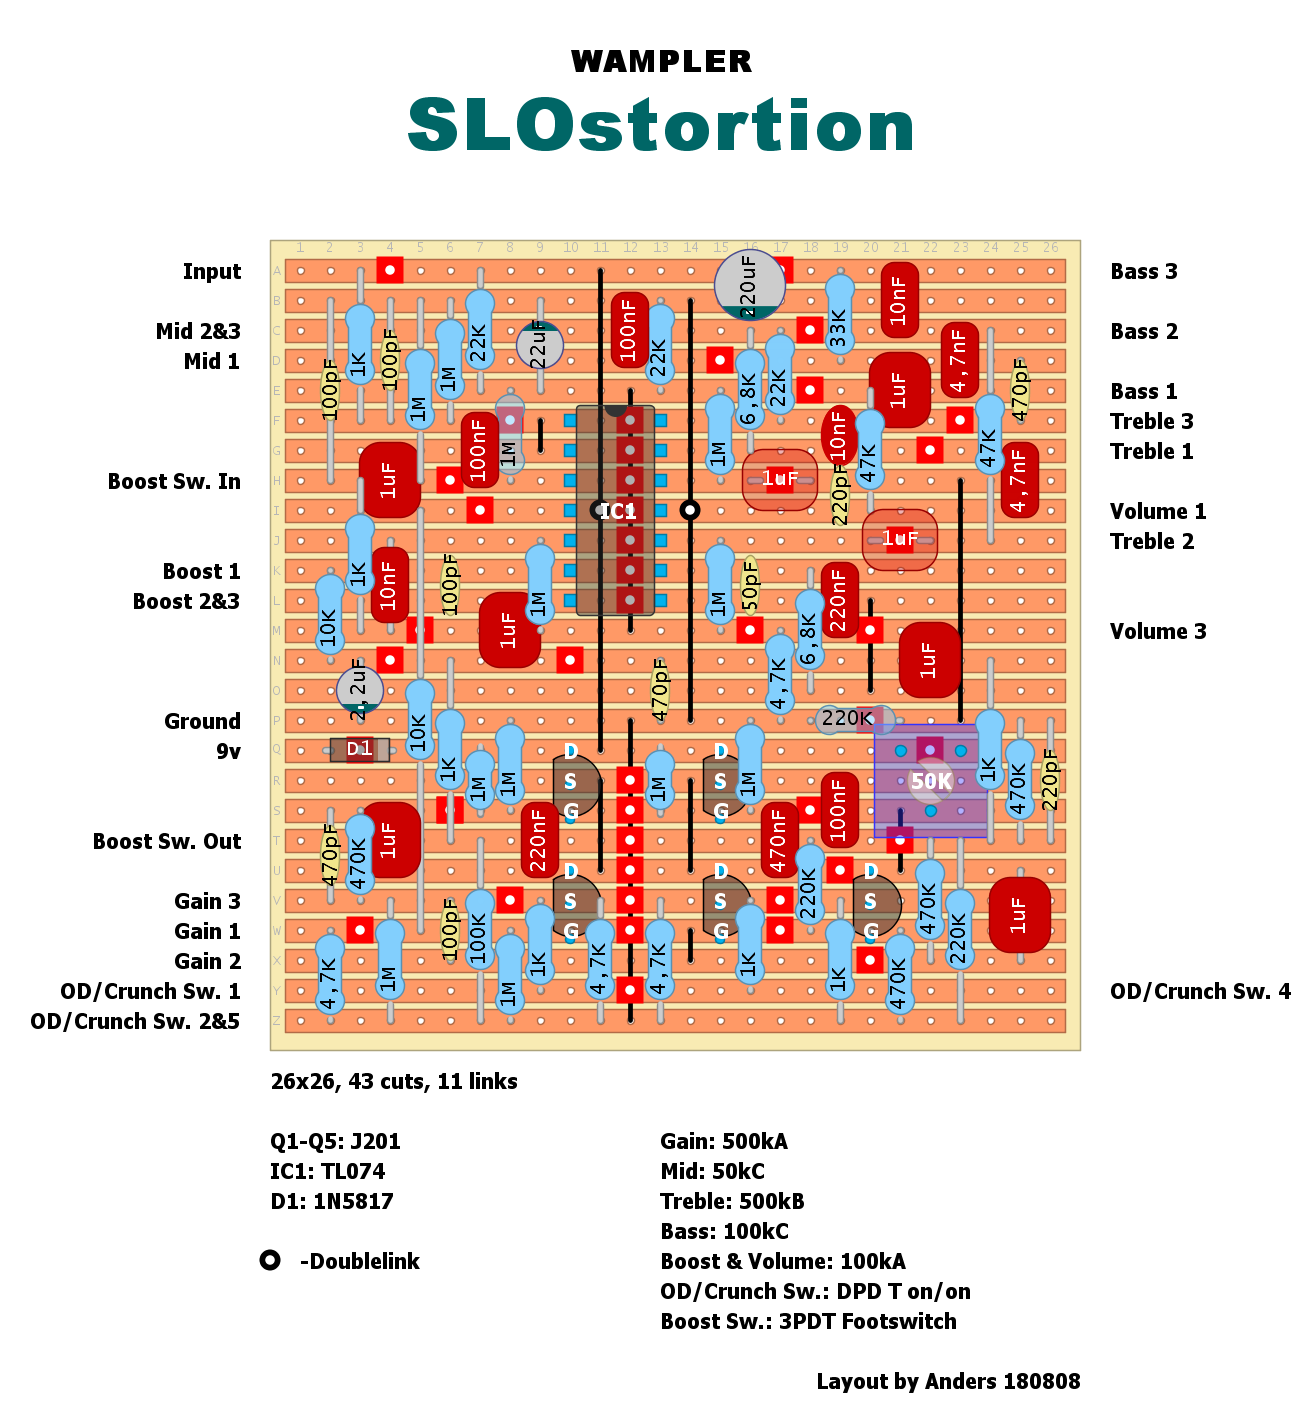 WAMPLER
SLOstortion
1 2 3 4 5 6 7 8 9 10 11 12 13 14 15 16 17 18 19 20 21 22 23 24 25 26
A
B
C
D
E
F
G
H
I
J
K
L
M
N
O
P
Q
R
S
T
U
V
W
X
Y
Z
Input
Mid 2&3
Mid 1
Boost Sw. In
Boost 1
Boost 2&3
Ground
9v
Boost Sw. Out
Gain 3
Gain 1
Gain 2
OD/Crunch Sw. 1
OD/Crunch Sw. 2&5
Bass 3
Bass 2
Bass 1
Treble 3
Treble 1
Volume 1
Treble 2
Volume 3
OD/Crunch Sw. 4
220uF
10nF
33K
100nF
22K
22uF
22K
1K
100pF
1M
1M
100pF
6,8K
22K
1uF
4,7nF
470pF
1M
100nF
1M
10nF
47K
47K
1uF
1uF
220pF
4,7nF
IC1
1uF
1K
10nF
100pF
1M
1M
50pF
220nF
10K
1uF
6,8K
1uF
4,7K
470pF
2,2uF
10K
220K
D1
1K
1M
1M
D
S
G
1M
D
S
G
1M
50K
1K
470K
220pF
470pF
470K
1uF
220nF
470nF
100nF
D
S
G
D
S
G
220K
D
S
G
470K
1uF
100pF
100K
220K
4,7K
1M
1M
1K
4,7K
4,7K
1K
1K
470K
26x26, 43 cuts, 11 links
Q1-Q5: J201
IC1: TL074
D1: 1N5817
-Doublelink
Gain: 500kA
Mid: 50kC
Treble: 500kB
Bass: 100kC
Boost & Volume: 100kA
OD/Crunch Sw.: DPD T on/on
Boost Sw.: 3PDT Footswitch
Layout by Anders 180808